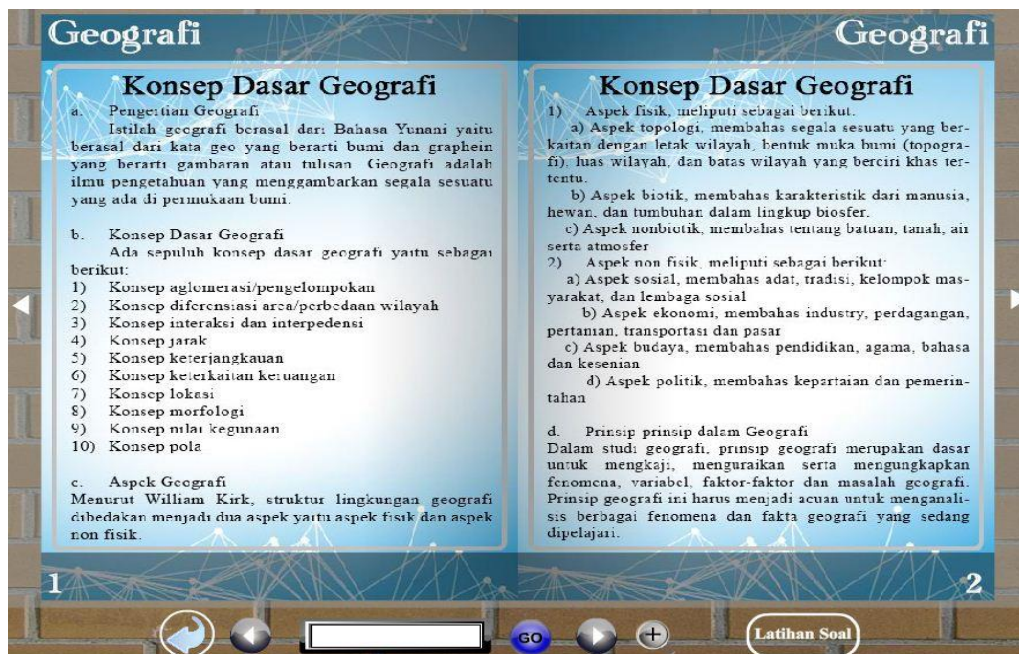 Geografi
Konsep Dasar Geografi
a. Pengertian Geografi
Istilah geografi berasal dari Bahasa Yunani yaitu
berasal dari kata geo yang berarti bumi dan graphein
yang berarti gambaran atau tulisan. Geografi adalah
ilmu pengetahuan yang menggambarkan segala sesuatu
yang ada di permukaan bumi.
b. Konsep Dasar Geografi
Ada sepuluh konsep dasar geografi yaitu sebagai
berikut:
1) Konsep aglomerasi/pengelompokan
2) Konsep diferensiasi area/perbedaan wilayah
3) Konsep interaksi dan interpedensi
4) Konsep jarak
5) Konsep keterjangkauan
6) Konsep keterkaitan keruangan
7) Konsep lokasi
8) Konsep morfologi
9) Konsep nilai kegunaan
10) Konsep pola
c. Aspek Geografi
Menurut William Kirk, struktur lingkungan geografi
dibedakan menjadi dua aspek yaitu aspek fisik dan aspek
non fisik.
1
Geografi
Konsep Dasar Geografi
1) Aspek fisik, meliputi sebagai berikut.
a) Aspek topologi, membahas segala sesuatu yang ber-
kaitan dengan letak wilayah, bentuk muka bumi (topogra-
fi), luas wilayah, dan batas wilayah yang berciri khas ter-
tentu.
b) Aspek biotik, membahas karakteristik dari manusia,
hewan, dan tumbuhan dalam lingkup biosfer.
c) Aspek nonbiotik, membahas tentang batuan, tanah, air
serta atmosfer
2) Aspek non fisik, meliputi sebagai berikut:
a) Aspek sosial, membahas adat, tradisi, kelompok mas-
yarakat, dan lembaga sosial
b) Aspek ekonomi, membahas industry, perdagangan,
pertanian, transportasi dan pasar
c) Aspek budaya, membahas pendidikan, agama, bahasa
dan kesenian
d) Aspek politik, membahas kepartaian dan pemerin-
tahan
d. Prinsip prinsip dalam Geografi
Dalam studi geografi, prinsip geografi merupakan dasar
untuk mengkaji, menguraikan serta mengungkapkan
fenomena, variabel, faktor-faktor dan masalah geografi.
Prinsip geografi ini harus menjadi acuan untuk menganali-
sis berbagai fenomena dan fakta geografi yang sedang
dipelajari.
2
GO
Latihan Soal